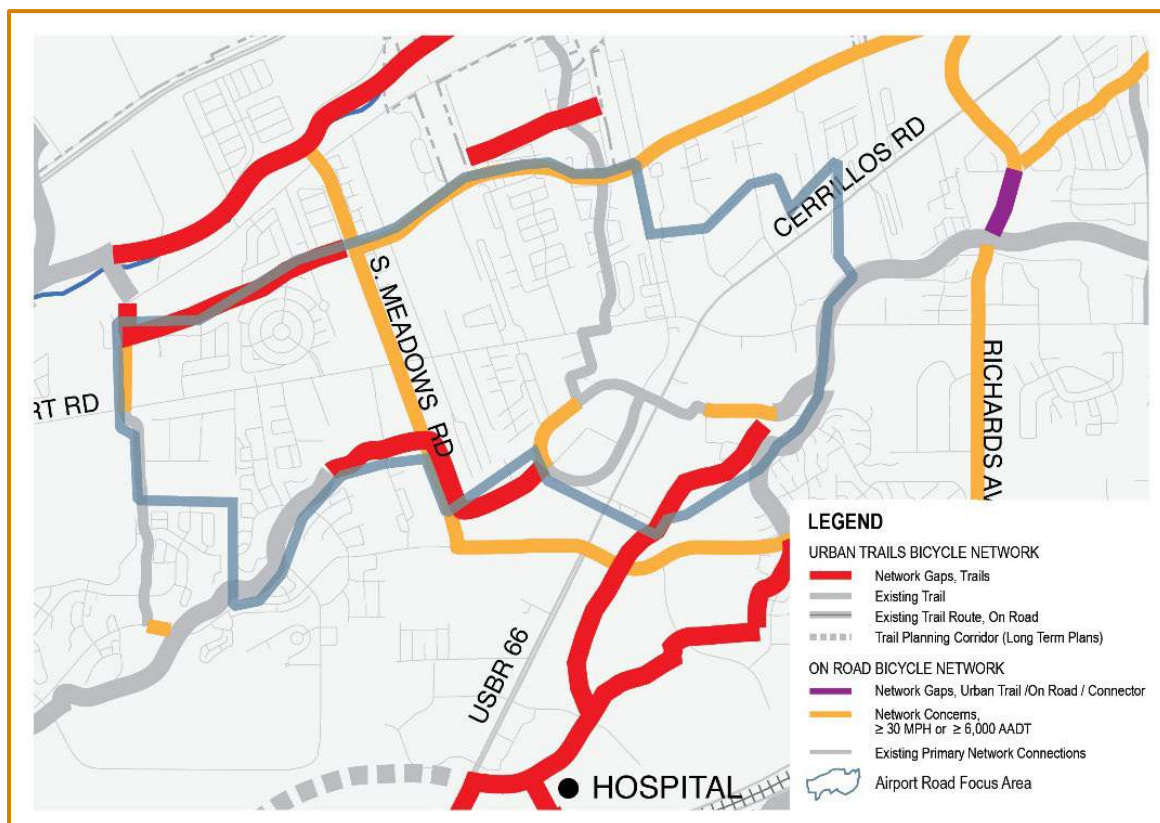 CERRILLOS RD
S. MEADOWS RD
RT RD
RICHARDS AV
USBR 66
HOSPITAL
LEGEND
URBAN TRAILS BICYCLE NETWORK
Network Gaps, Trails
Existing Trail
Existing Trail Route, On Road
Trail Planning Corridor (Long Term Plans)
ON ROAD BICYCLE NETWORK
Network Gaps, Urban Trail /On Road / Connector
Network Concerns,
≥ 30 MPH or ≥ 6,000 AADT
Existing Primary Network Connections
Airport Road Focus Area